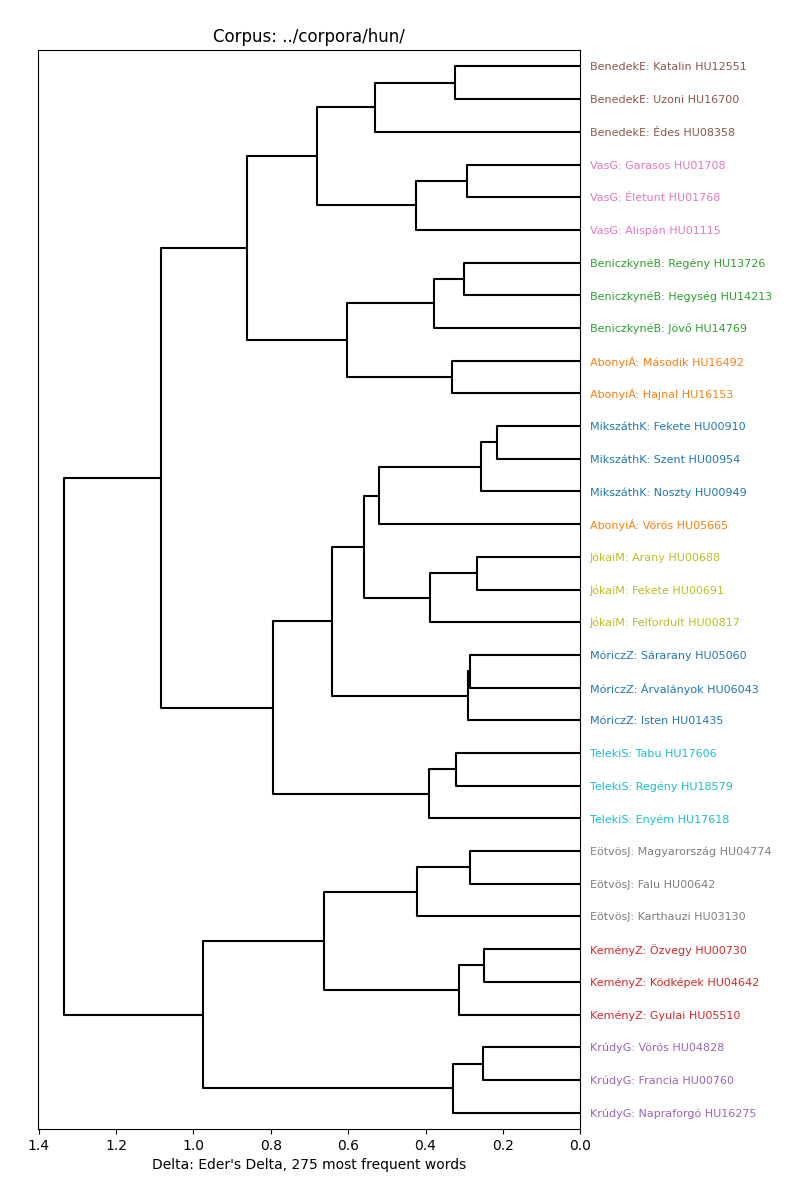 Corpus: ../corpora/hun/
BenedekE: Katalin HU12551
BenedekE: Uzoni HU16700
BenedekE: Édes HU08358
VasG: Garasos HU01708
VasG: Életunt HU01768
VasG: Alispán HU01115
BeniczkynéB: Regény HU13726
BeniczkynéB: Hegység HU14213
BeniczkynéB: Jövő HU14769
AbonyiÁ: Második HU16492
AbonyiÁ: Hajnal HU16153
MikszáthK: Fekete HU00910
MikszáthK: Szent HU00954
MikszáthK: Noszty HU00949
AbonyiÁ: Vörös HU05665
JókaiM: Arany HU00688
JókaiM: Fekete HU00691
JókaiM: Felfordult HU00817
MóriczZ: Sárarany HU05060
MóriczZ: Árvalányok HU06043
MóriczZ: Isten HU01435
TelekiS: Tabu HU17606
TelekiS: Regény HU18579
TelekiS: Enyém HU17618
EötvösJ: Magyarország HU04774
EötvösJ: Falu HU00642
EötvösJ: Karthauzi HU03130
KeményZ: Özvegy HU00730
KeményZ: Ködképek HU04642
KeményZ: Gyulai HU05510
KrúdyG: Vörös HU04828
KrúdyG: Francia HU00760
KrúdyG: Napraforgó HU16275
1.4 1.2 1.0 0.8 0.6 0.4 0.2 0.0
Delta: Eder's Delta, 275 most frequent words